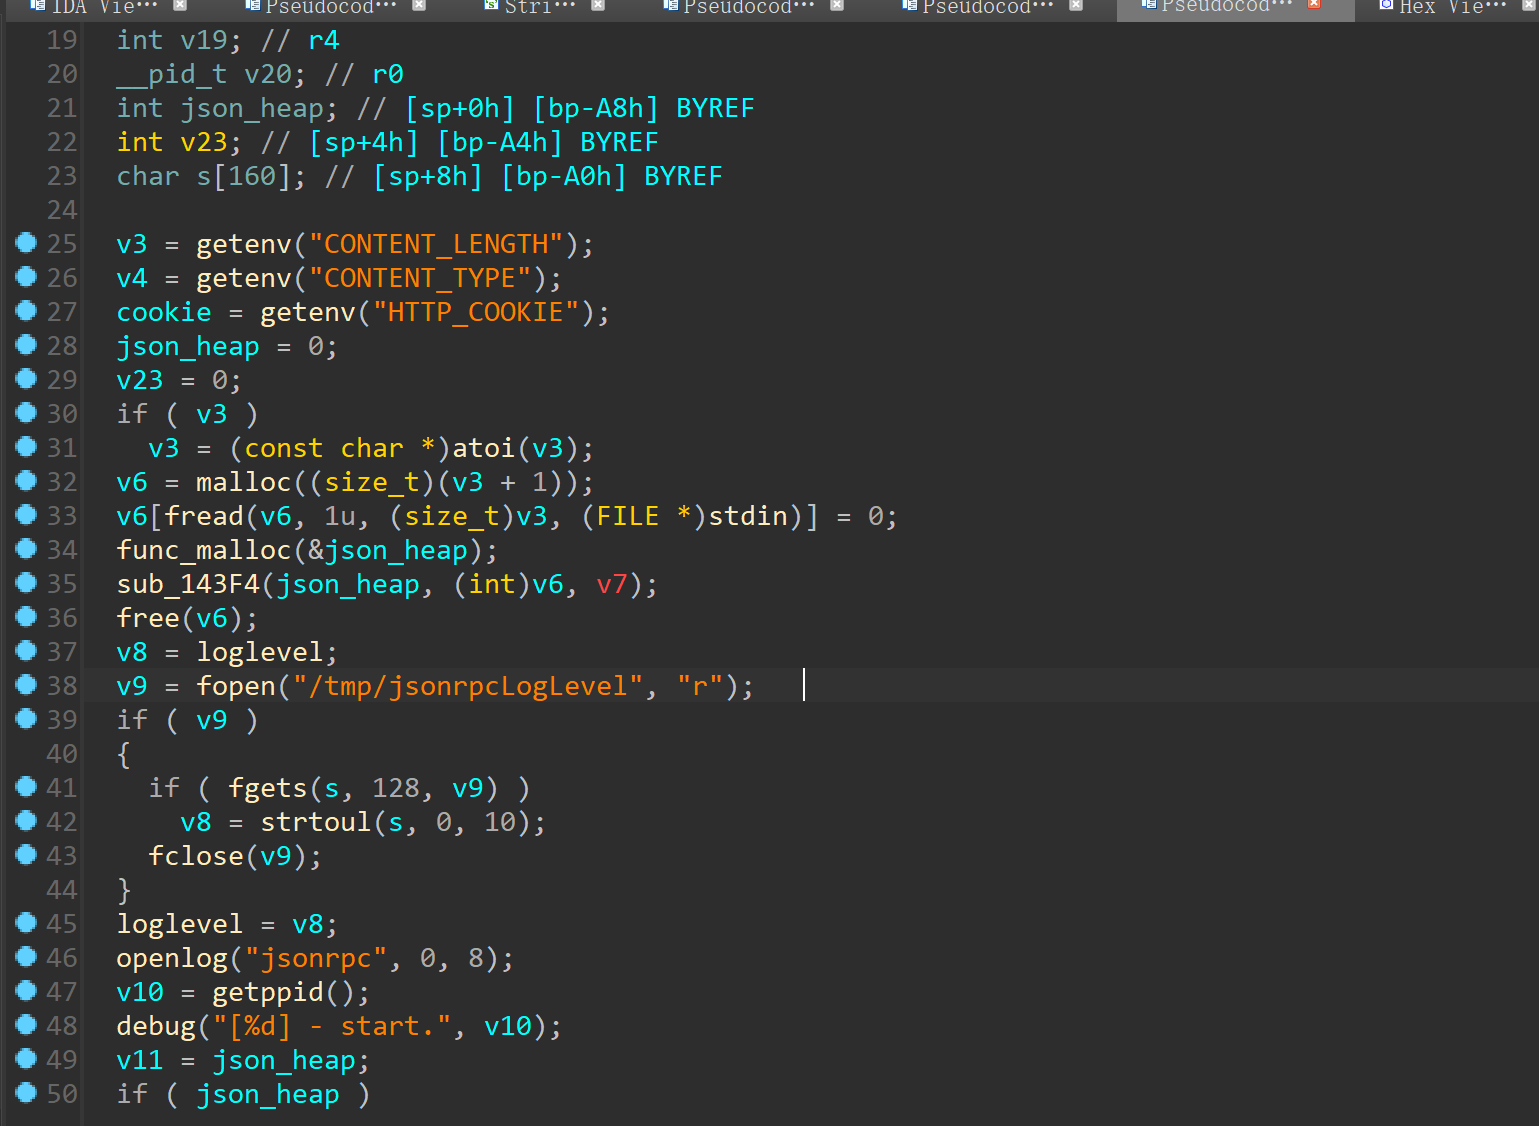 IDA Vie··· Pseudocod··· Stri··· Pseudocod··· Pseudocod··· Pseudocod··· Hex Vie···
19 int v19; // r4
20 __pid_t v20; // r0
21 int json_heap; // [sp+0h] [bp-A8h] BYREF
22 int v23; // [sp+4h] [bp-A4h] BYREF
23 char s[160]; // [sp+8h] [bp-A0h] BYREF
24
25 v3 = getenv("CONTENT_LENGTH");
26 v4 = getenv("CONTENT_TYPE");
27 cookie = getenv("HTTP_COOKIE");
28 json_heap = 0;
29 v23 = 0;
30 if ( v3 )
31 v3 = (const char *)atoi(v3);
32 v6 = malloc((size_t)(v3 + 1));
33 v6[fread(v6, 1u, (size_t)v3, (FILE *)stdin)] = 0;
34 func_malloc(&json_heap);
35 sub_143F4(json_heap, (int)v6, v7);
36 free(v6);
37 v8 = loglevel;
38 v9 = fopen("/tmp/jsonrpcLogLevel", "r");
39 if ( v9 )
40 {
41 if ( fgets(s, 128, v9) )
42 v8 = strtoul(s, 0, 10);
43 fclose(v9);
44 }
45 loglevel = v8;
46 openlog("jsonrpc", 0, 8);
47 v10 = getppid();
48 debug("[%d] - start.", v10);
49 v11 = json_heap;
50 if ( json_heap )